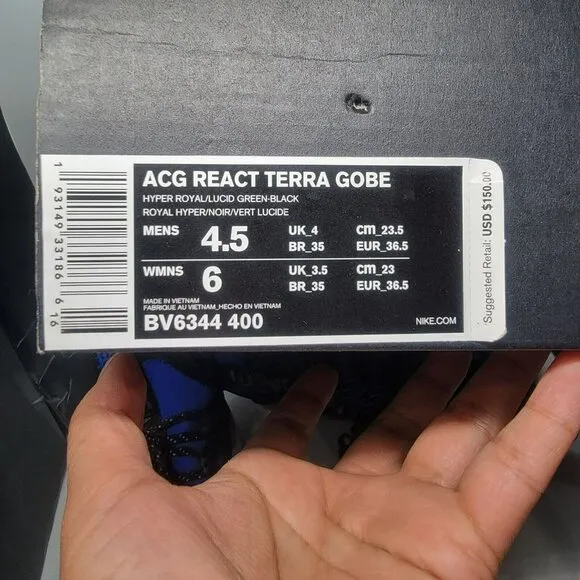 ACG REACT TERRA GOBE
HYPER ROYAL/LUCID GREEN-BLACK
ROYAL HYPER/NOIR/VERT LUCIDE
MENS 4.5 UK_4 cm_23.5
BR_35 EUR_36.5
WMNS 6 UK_3.5 cm_23
BR_35 EUR_36.5
MADE IN VIETNAM
FABRIQUE AU VIETNAM_HECHO EN VIETNAM
BV6344 400 NIKE.COM
1 93149 33186 6 16
Suggested Retail: USD $150.00